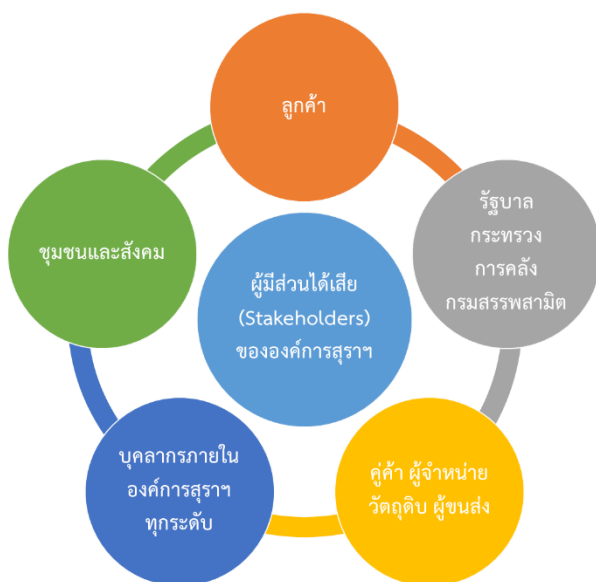 ลูกค้า
รัฐบาล
กระทรวง
การคลัง
กรมสรรพสามิต
ชุมชนและสังคม
ผู้มีส่วนได้เสีย
(Stakeholders)
ขององค์การสุราฯ
บุคลากรภายใน
องค์การสุราฯ
ทุกระดับ
คู่ค้า ผู้จำหน่าย
วัตถุดิบ ผู้ขนส่ง